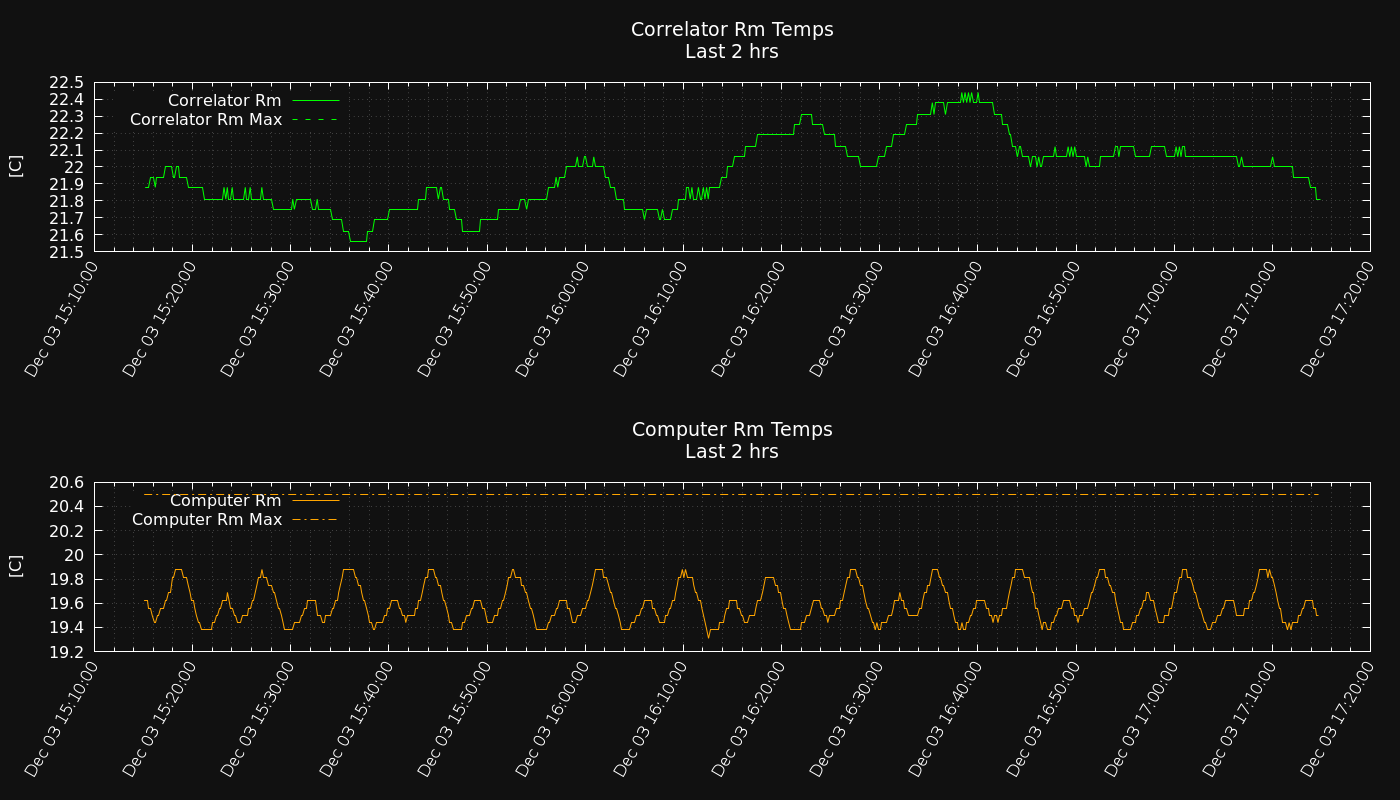 Correlator Rm Temps
Last 2 hrs
22.5
22.4
22.3
22.2
22.1
22
21.9
21.8
21.7
21.6
21.5
[C]
Correlator Rm
Correlator Rm Max
Dec 03 15:10:00
Dec 03 15:20:00
Dec 03 15:30:00
Dec 03 15:40:00
Dec 03 15:50:00
Dec 03 16:00:00
Dec 03 16:10:00
Dec 03 16:20:00
Dec 03 16:30:00
Dec 03 16:40:00
Dec 03 16:50:00
Dec 03 17:00:00
Dec 03 17:10:00
Dec 03 17:20:00
Computer Rm Temps
Last 2 hrs
20.6
20.4
20.2
20
19.8
19.6
19.4
19.2
[C]
Computer Rm
Computer Rm Max
Dec 03 15:10:00
Dec 03 15:20:00
Dec 03 15:30:00
Dec 03 15:40:00
Dec 03 15:50:00
Dec 03 16:00:00
Dec 03 16:10:00
Dec 03 16:20:00
Dec 03 16:30:00
Dec 03 16:40:00
Dec 03 16:50:00
Dec 03 17:00:00
Dec 03 17:10:00
Dec 03 17:20:00